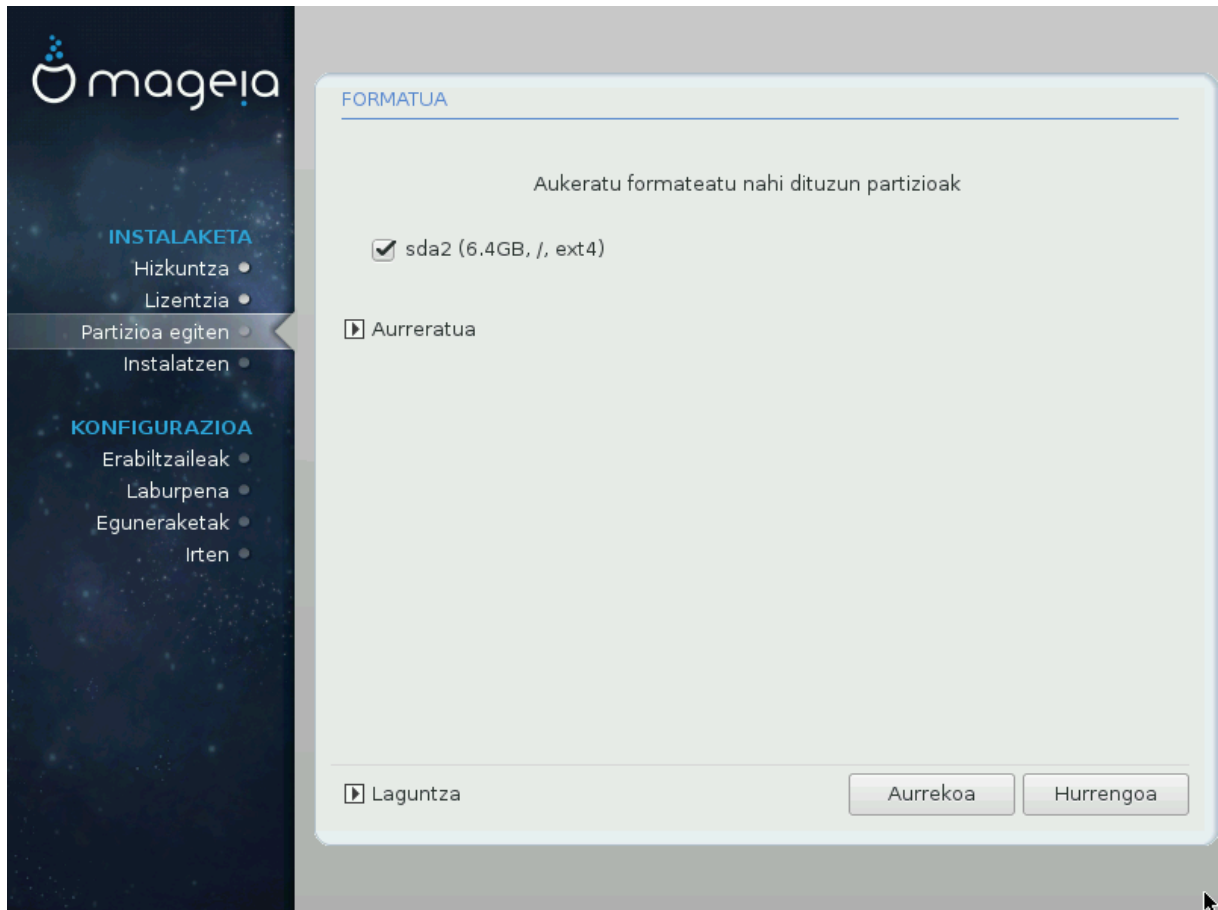 mageia
INSTALAKETA
Hizkuntza
Lizentzia
Partizioa egiten
Instalatzen
KONFIGURAZIOA
Erabiltzaileak
Laburpena
Eguneraketak
Irten
FORMATUA
Aukeratu formateatu nahi dituzun partizioak
sda2 (6.4GB, /, ext4)
Aurreratua
Laguntza
Aurrekoa
Hurrengoa